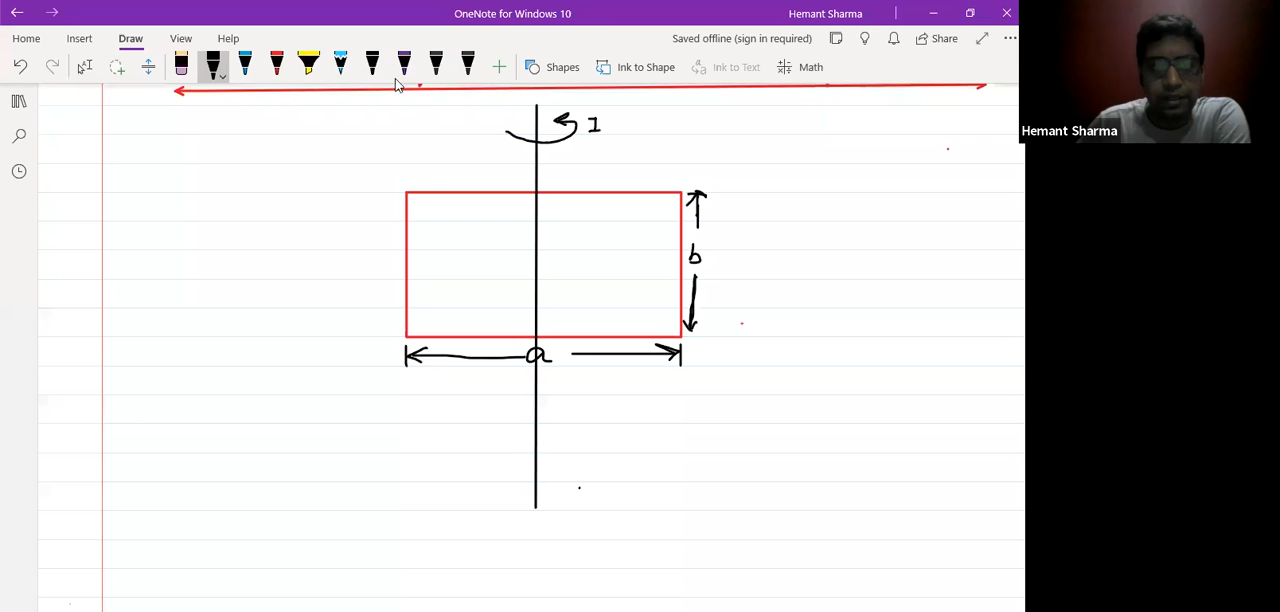 OneNote for Windows 10
Hemant Sharma
Home Insert Draw View Help
Saved offline (sign in required)
Share
Shapes
Ink to Shape
Ink to Text
Math
Hemant Sharma
I
b
a